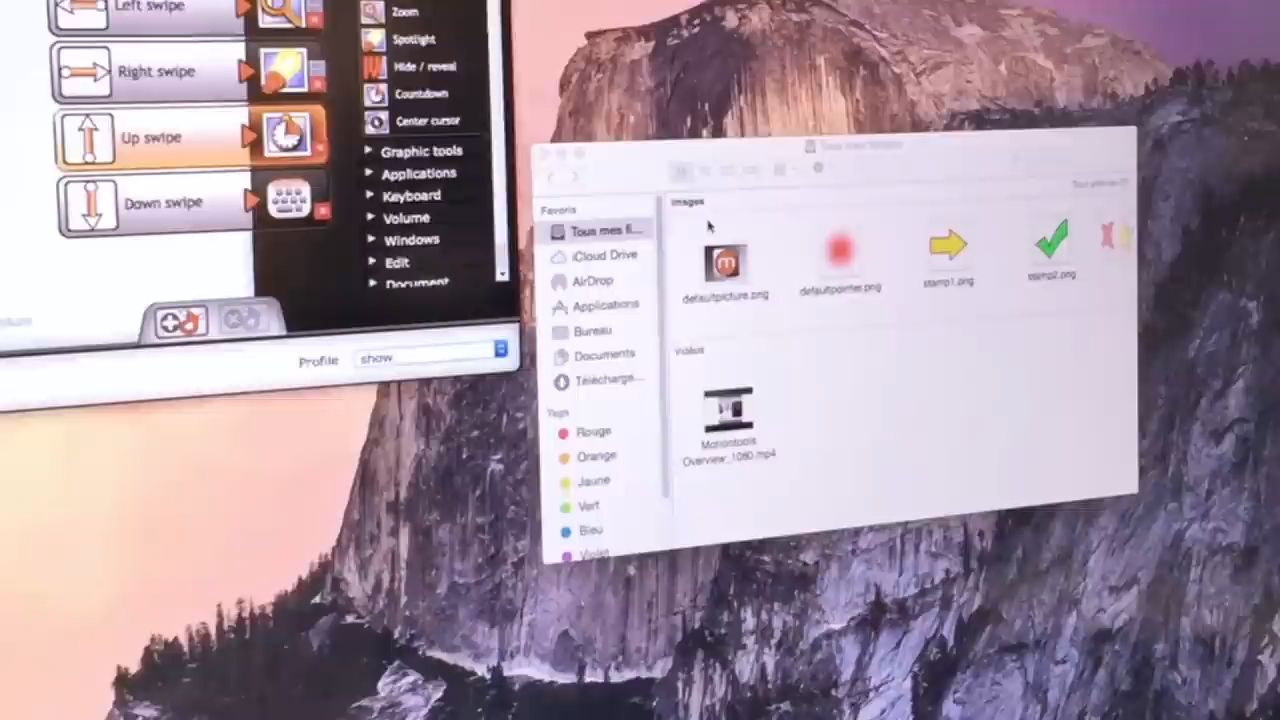 Left swipe
Right swipe
Up swipe
Down swipe
Zoom
Spotlight
Hide / reveal
Countdown
Center cursor
Graphic tools
Applications
Keyboard
Volume
Windows
Edit
Document
Profile
show
Favoris
Tous mes fi...
iCloud Drive
AirDrop
Applications
Bureau
Documents
Télécharge...
Tags
Rouge
Orange
Jaune
Vert
Bleu
Violet
Images
defaultpicture.png
defaultpointer.png
stamp1.png
stamp2.png
Vidéos
Motiontools
Overview_1080.mp4